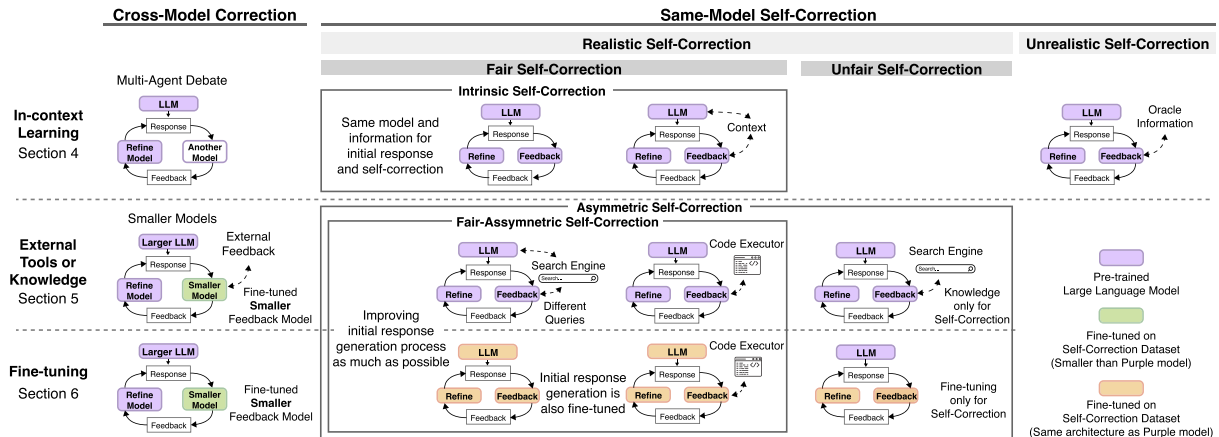 Cross-Model Correction
Same-Model Self-Correction
Realistic Self-Correction
Unrealistic Self-Correction
Fair Self-Correction
Unfair Self-Correction
In-context
Learning
Section 4
Multi-Agent Debate
LLM
Response
Refine
Model
Another
Model
Feedback
Intrinsic Self-Correction
Same model and
information for
initial response
and self-correction
LLM
Response
Refine
Feedback
Feedback
LLM
Response
Context
Refine
Feedback
Feedback
LLM
Response
Oracle
Information
Refine
Feedback
Feedback
Asymmetric Self-Correction
Fair-Assymnetric Self-Correction
External
Tools or
Knowledge
Section 5
Smaller Models
Larger LLM
External
Feedback
Response
Refine
Model
Smaller
Model
Feedback
Fine-tuned
Smaller
Feedback Model
Improving
initial response
generation process
as much as possible
LLM
Response
Search Engine
Search...
Refine
Feedback
Different
Queries
Feedback
LLM
Code Executor
Response
Refine
Feedback
Feedback
LLM
Search Engine
Search...
Response
Refine
Feedback
Knowledge
only for
Self-Correction
Feedback
Fine-tuning
Section 6
Larger LLM
Response
Refine
Model
Smaller
Model
Feedback
Fine-tuned
Smaller
Feedback Model
LLM
Response
Refine
Feedback
Feedback
Initial response
generation is
also fine-tuned
LLM
Code Executor
Response
Refine
Feedback
Feedback
LLM
Response
Refine
Feedback
Feedback
Fine-tuning
only for
Self-Correction
Pre-trained
Large Language Model
Fine-tuned on
Self-Correction Dataset
(Smaller than Purple model)
Fine-tuned on
Self-Correction Dataset
(Same architecture as Purple model)